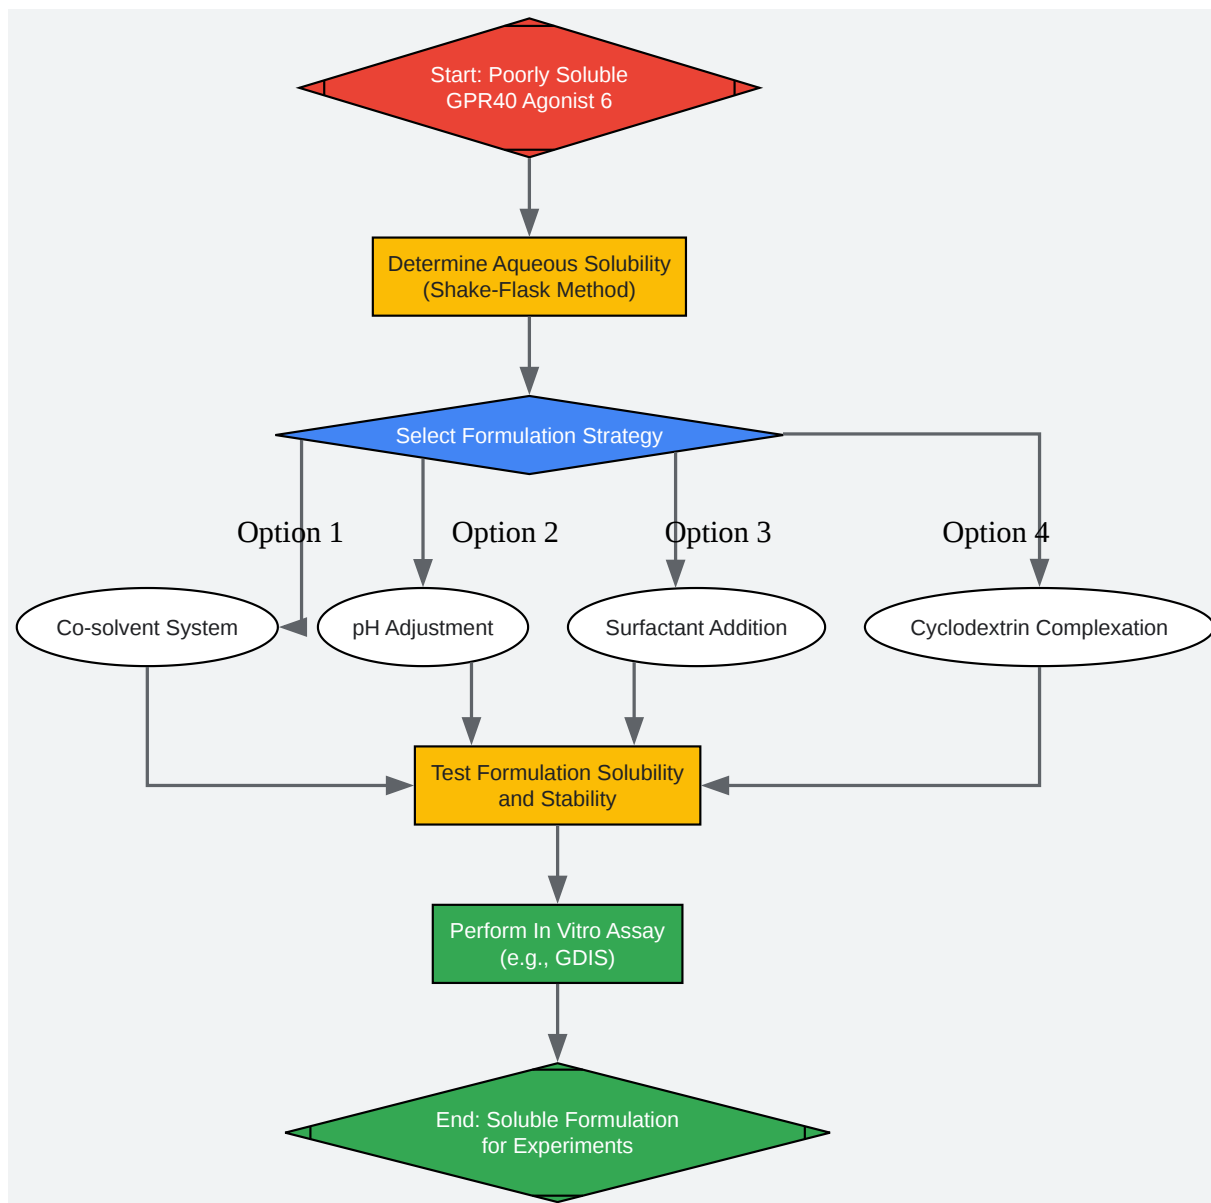 Start: Poorly Soluble
GPR40 Agonist 6
Determine Aqueous Solubility
(Shake-Flask Method)
Select Formulation Strategy
Option 1
Option 2
Option 3
Option 4
Co-solvent System
pH Adjustment
Surfactant Addition
Cyclodextrin Complexation
Test Formulation Solubility
and Stability
Perform In Vitro Assay
(e.g., GDIS)
End: Soluble Formulation
for Experiments